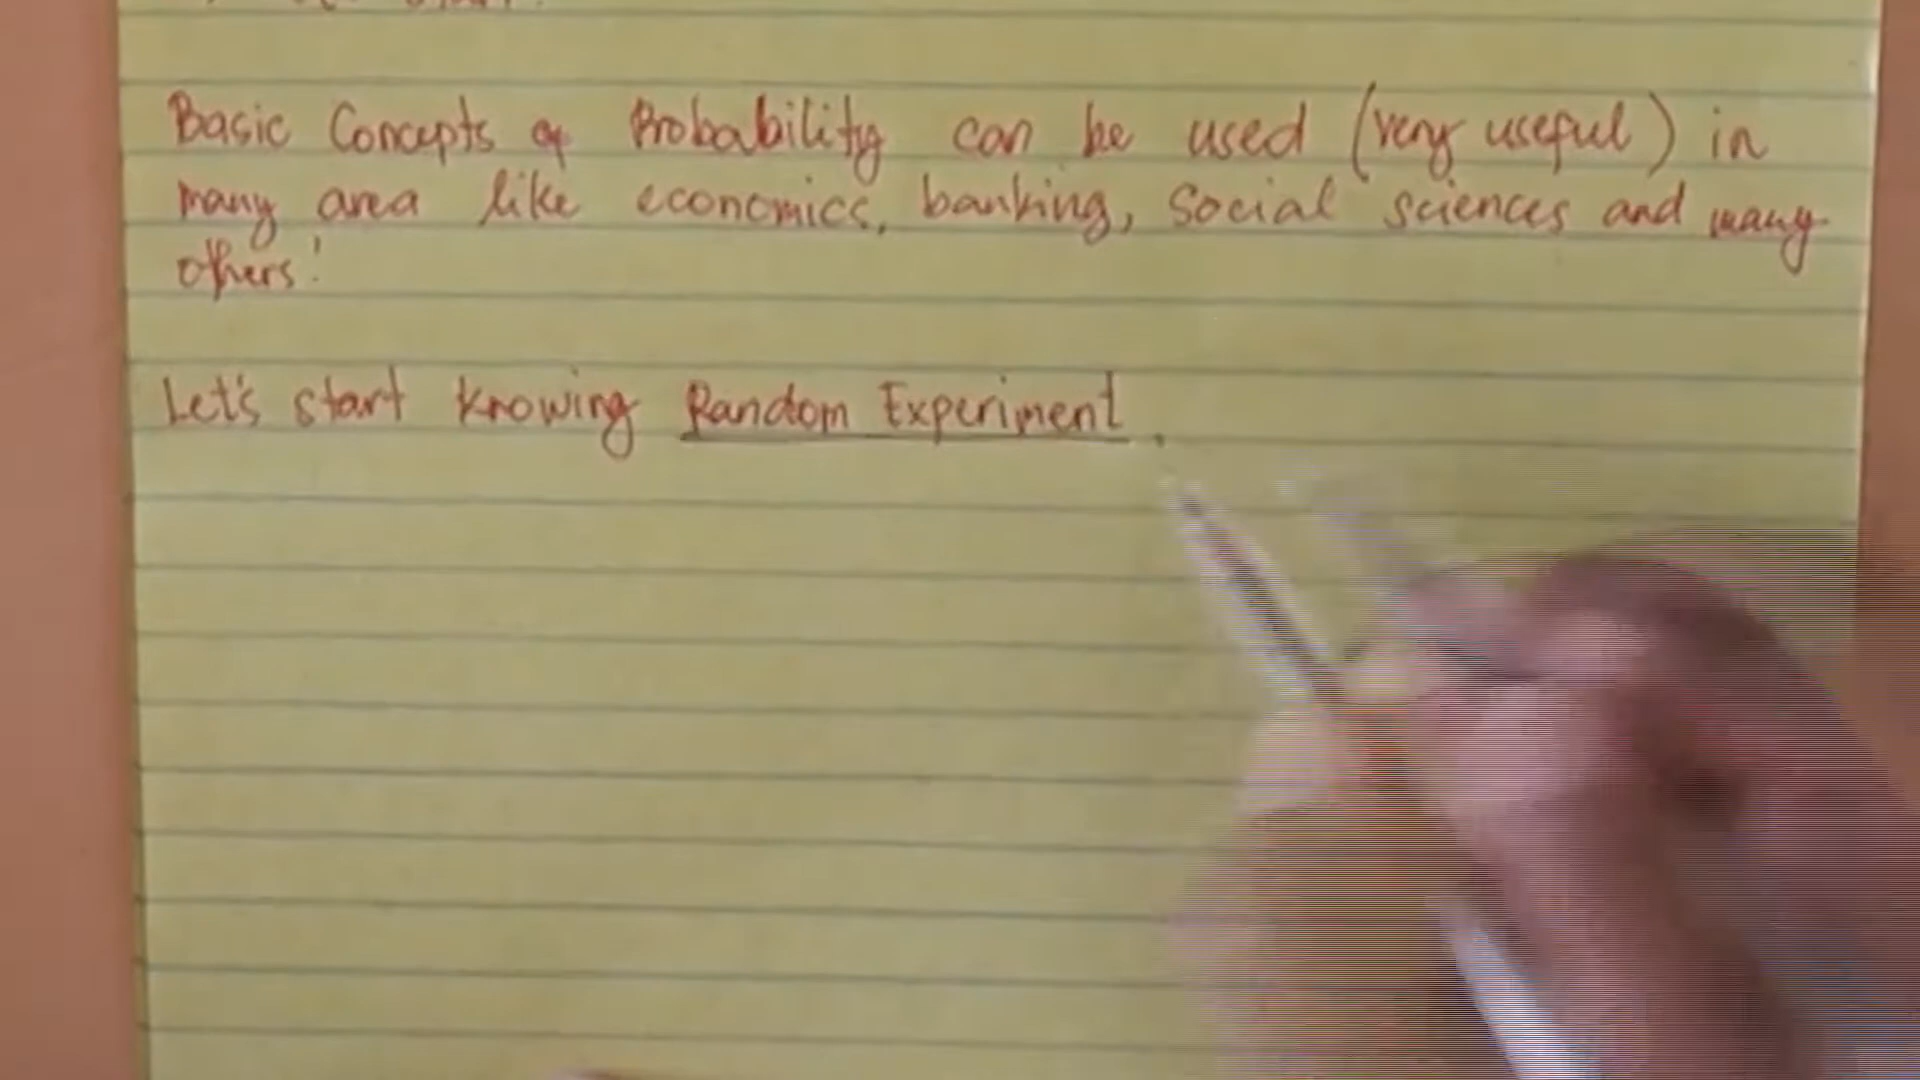 Basic Concepts of Probability can be used (very useful) in
many area like economics, banking, Social sciences and many
others!
Let's start knowing Random Experiment.